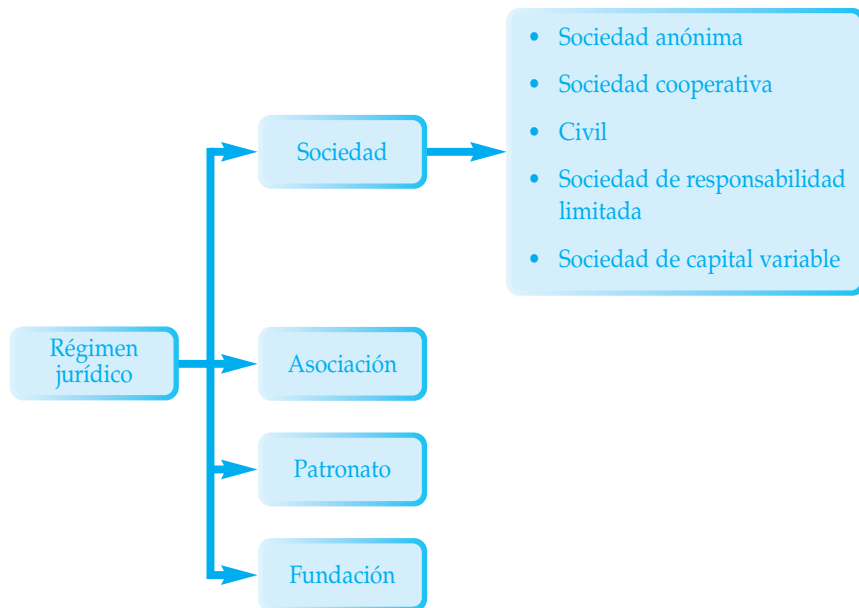 Régimen
jurídico
Sociedad
• Sociedad anónima
• Sociedad cooperativa
• Civil
• Sociedad de responsabilidad
limitada
• Sociedad de capital variable
Asociación
Patronato
Fundación